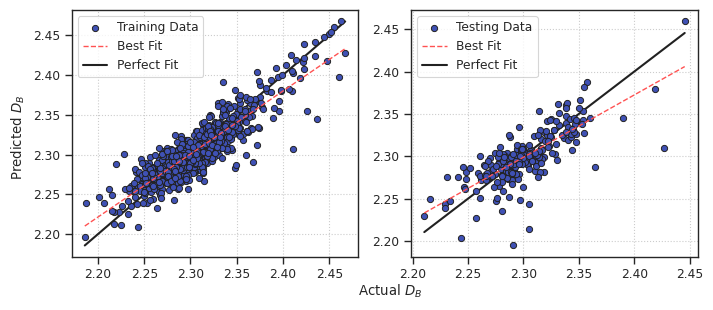 Training Data
Best Fit
Perfect Fit
2.45
2.40
2.35
2.30
2.25
2.20
Predicted D_B
2.20 2.25 2.30 2.35 2.40 2.45
Testing Data
Best Fit
Perfect Fit
2.45
2.40
2.35
2.30
2.25
2.20
2.20 2.25 2.30 2.35 2.40 2.45
Actual D_B